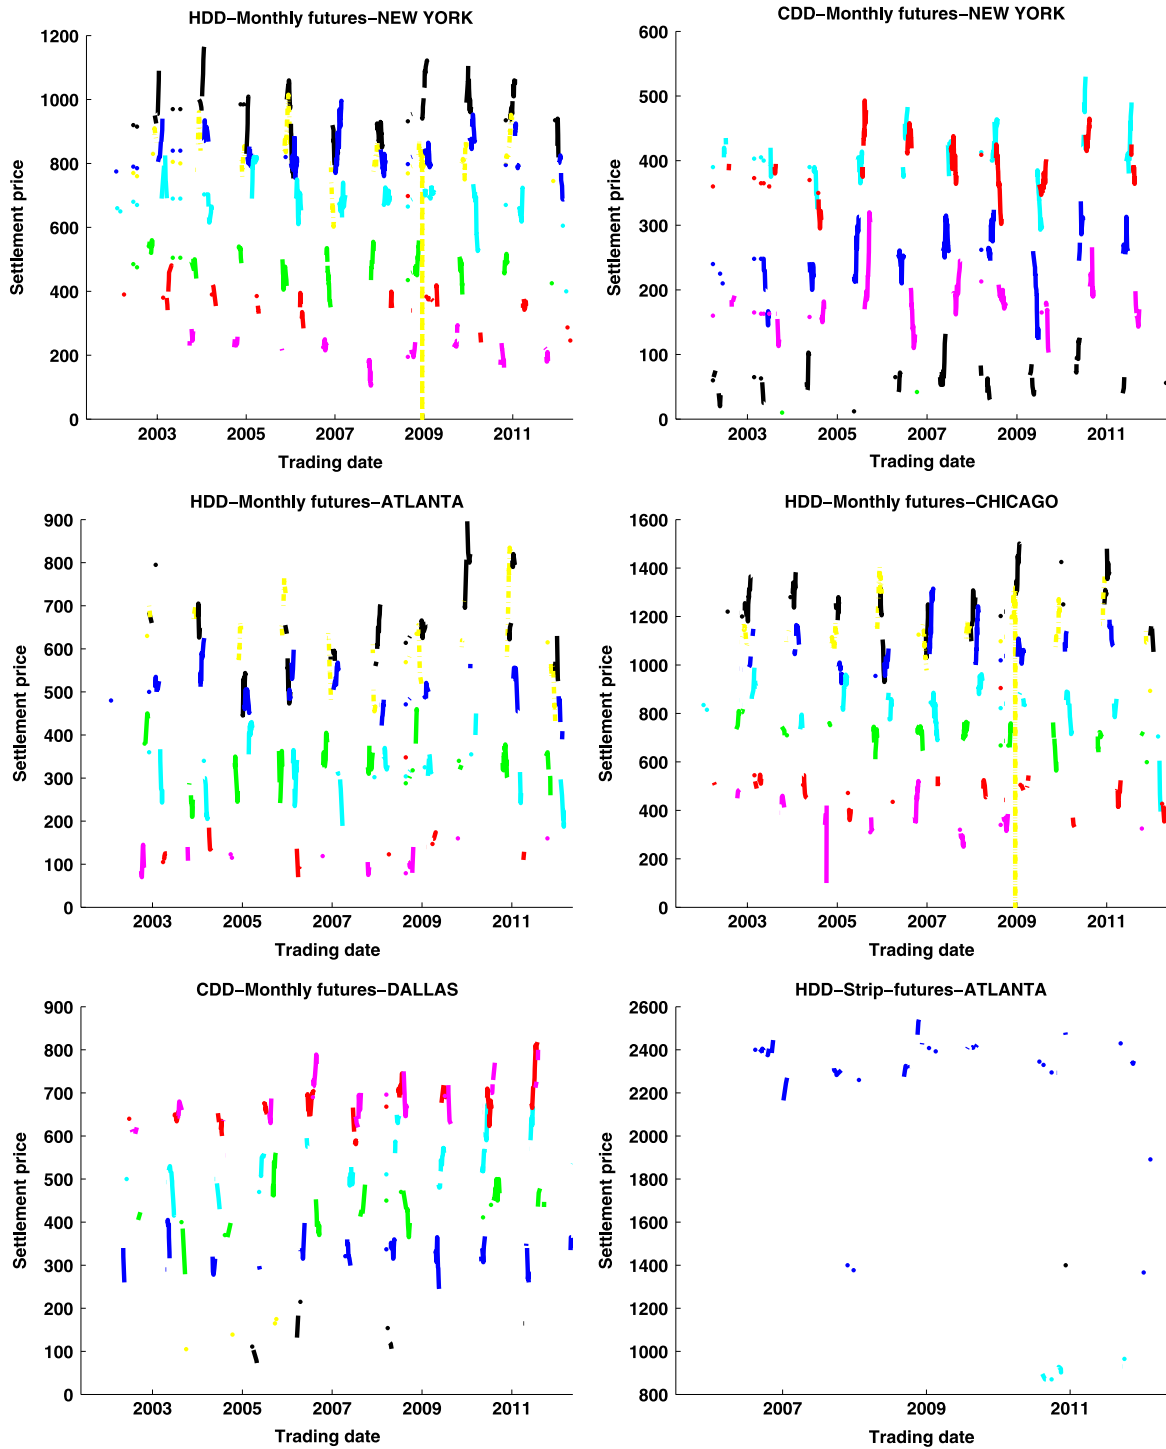 HDD–Monthly futures–NEW YORK
1200
1000
800
600
400
200
0
Settlement price
2003 2005 2007 2009 2011
Trading date
CDD–Monthly futures–NEW YORK
600
500
400
300
200
100
0
Settlement price
2003 2005 2007 2009 2011
Trading date
HDD–Monthly futures–ATLANTA
900
800
700
600
500
400
300
200
100
0
Settlement price
2003 2005 2007 2009 2011
Trading date
HDD–Monthly futures–CHICAGO
1600
1400
1200
1000
800
600
400
200
0
Settlement price
2003 2005 2007 2009 2011
Trading date
CDD–Monthly futures–DALLAS
900
800
700
600
500
400
300
200
100
0
Settlement price
2003 2005 2007 2009 2011
Trading date
HDD–Strip–futures–ATLANTA
2600
2400
2200
2000
1800
1600
1400
1200
1000
800
Settlement price
2007 2009 2011
Trading date